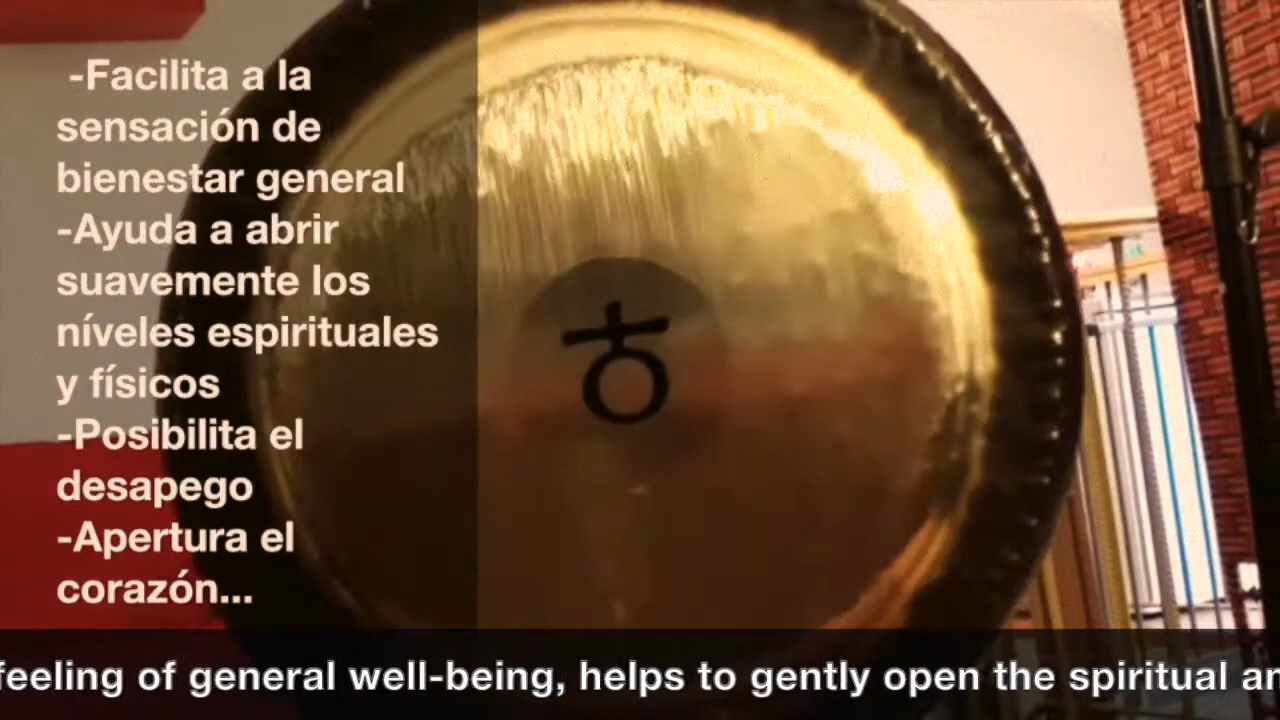 -Facilita a la
sensación de
bienestar general
-Ayuda a abrir
suavemente los
níveles espirituales
y físicos
-Posibilita el
desapego
-Apertura el
corazón...
feeling of general well-being, helps to gently open the spiritual